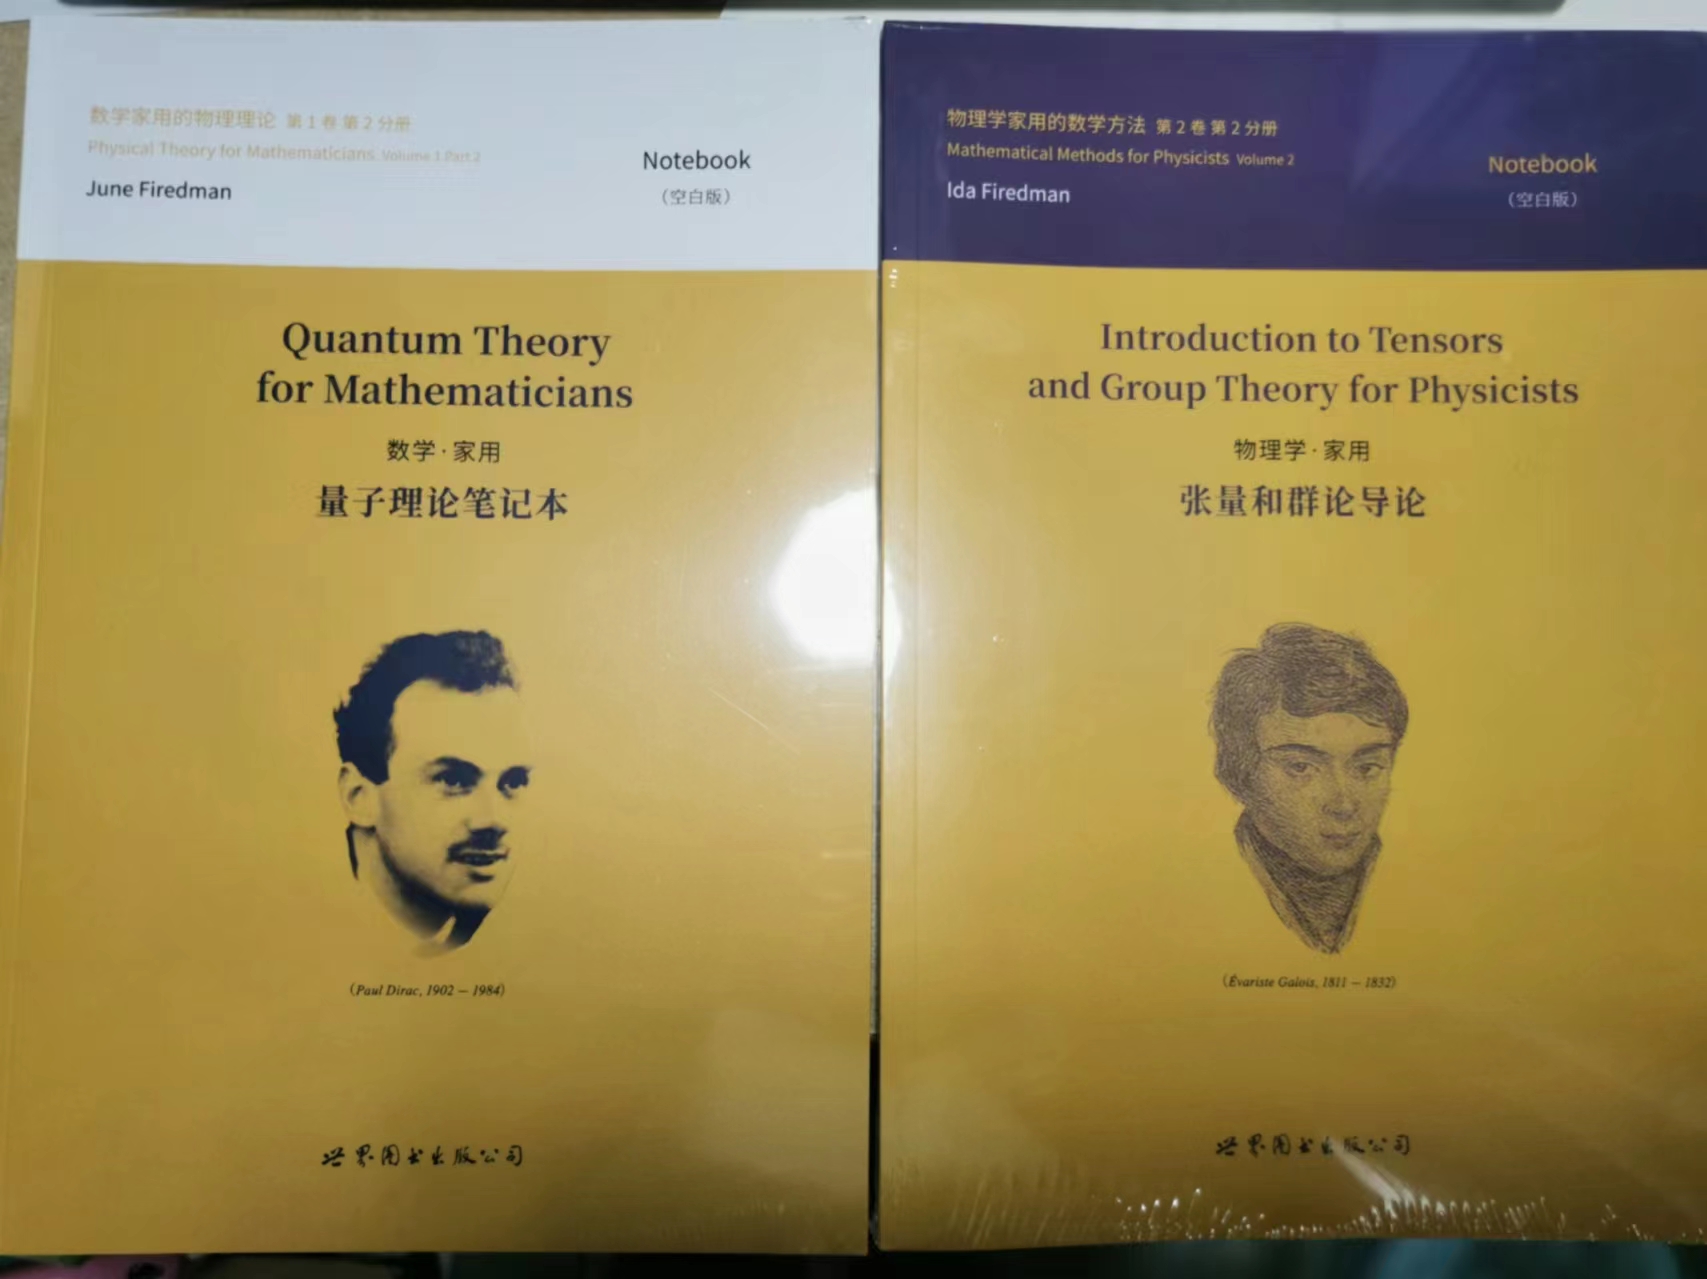 数学家用的物理理论 第1卷 第2分册
Physical Theory for Mathematicians Volume 1 Part 2
June Firedman
Notebook
（空白版）
Quantum Theory
for Mathematicians
数学·家用
量子理论笔记本
(Paul Dirac, 1902 – 1984)
世界图书出版公司
物理学家用的数学方法 第2卷 第2分册
Mathematical Methods for Physicists Volume 2
Ida Firedman
Notebook
（空白版）
Introduction to Tensors
and Group Theory for Physicists
物理学·家用
张量和群论导论
(Évariste Galois, 1811 – 1832)
世界图书出版公司